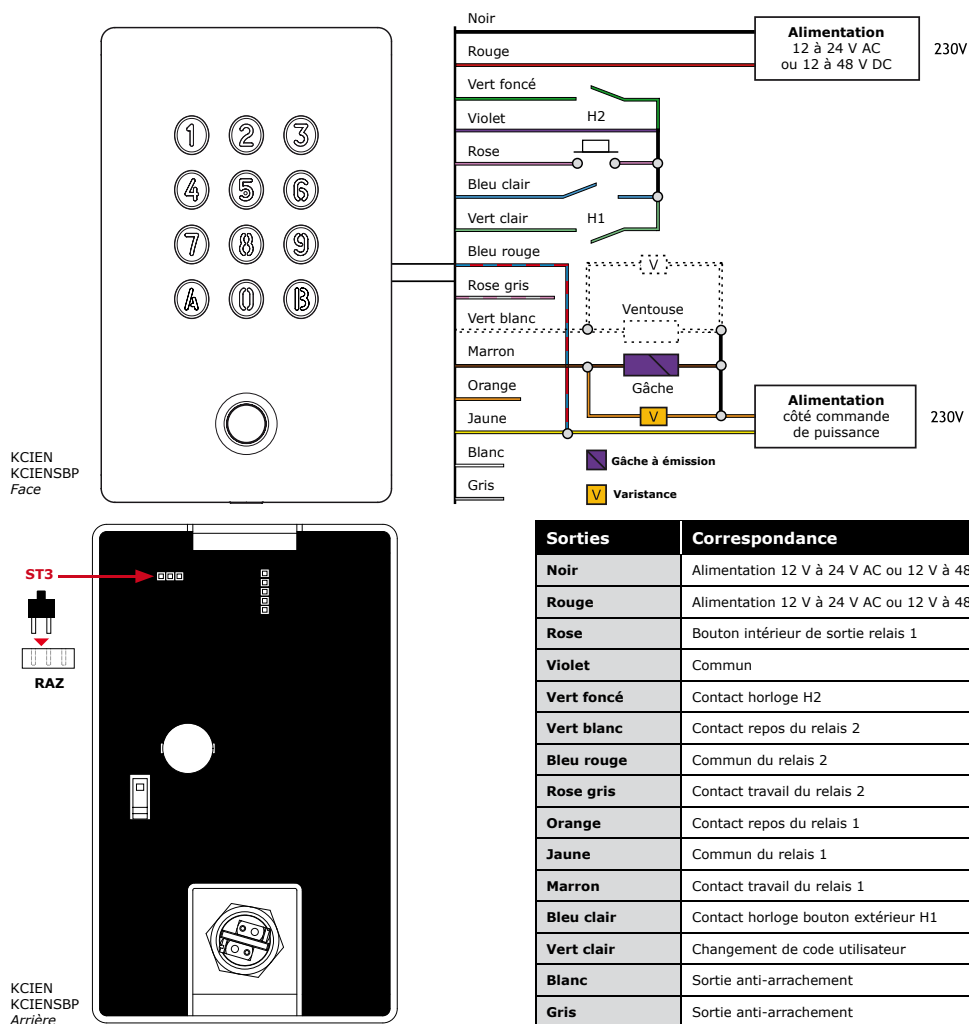 Noir
Rouge
Vert foncé
Violet
Rose
Bleu clair
Vert clair
Bleu rouge
Rose gris
Vert blanc
Marron
Orange
Jaune
Blanc
Gris
Alimentation
12 à 24 V AC
ou 12 à 48 V DC
230V
H2
H1
V
Ventouse
Gâche
V
Alimentation
côté commande
de puissance
230V
Gâche à émission
V Varistance
1 2 3
4 5 6
7 8 9
A 0 B
KCIEN
KCIENSBP
Face
ST3
RAZ
KCIEN
KCIENSBP
Arrière
Sorties Correspondance
Noir Alimentation 12 V à 24 V AC ou 12 V à 48
Rouge Alimentation 12 V à 24 V AC ou 12 V à 48
Rose Bouton intérieur de sortie relais 1
Violet Commun
Vert foncé Contact horloge H2
Vert blanc Contact repos du relais 2
Bleu rouge Commun du relais 2
Rose gris Contact travail du relais 2
Orange Contact repos du relais 1
Jaune Commun du relais 1
Marron Contact travail du relais 1
Bleu clair Contact horloge bouton extérieur H1
Vert clair Changement de code utilisateur
Blanc Sortie anti-arrachement
Gris Sortie anti-arrachement